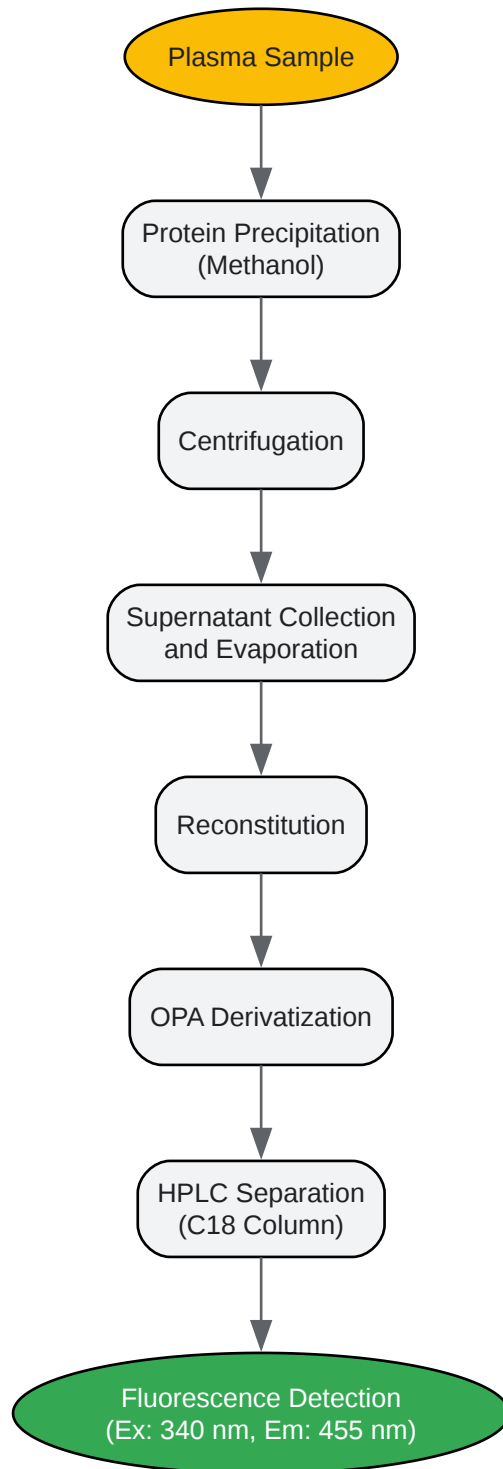 Plasma Sample
Protein Precipitation
(Methanol)
Centrifugation
Supernatant Collection
and Evaporation
Reconstitution
OPA Derivatization
HPLC Separation
(C18 Column)
Fluorescence Detection
(Ex: 340 nm, Em: 455 nm)